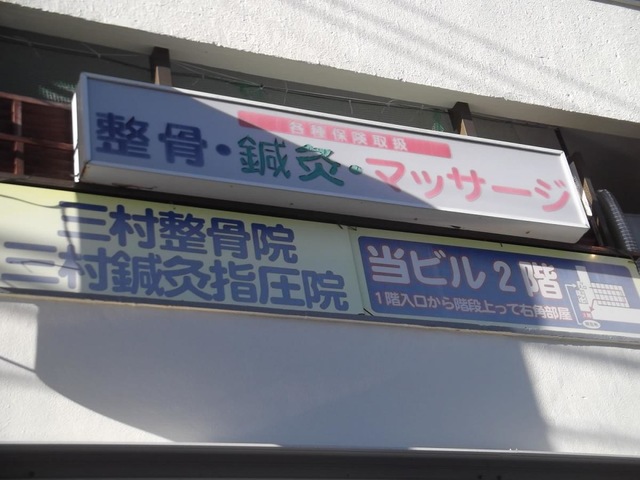 各種保険取扱
整骨・鍼灸・マッサージ
三村整骨院
三村鍼灸指圧院
当ビル2階
1階入口から階段上って右角部屋